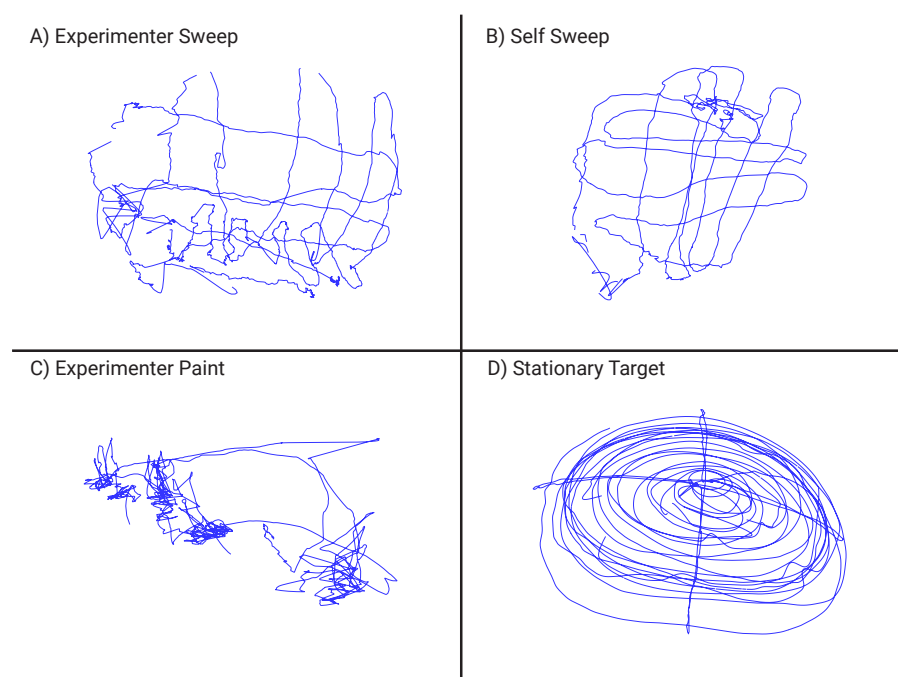 A) Experimenter Sweep
B) Self Sweep
C) Experimenter Paint
D) Stationary Target